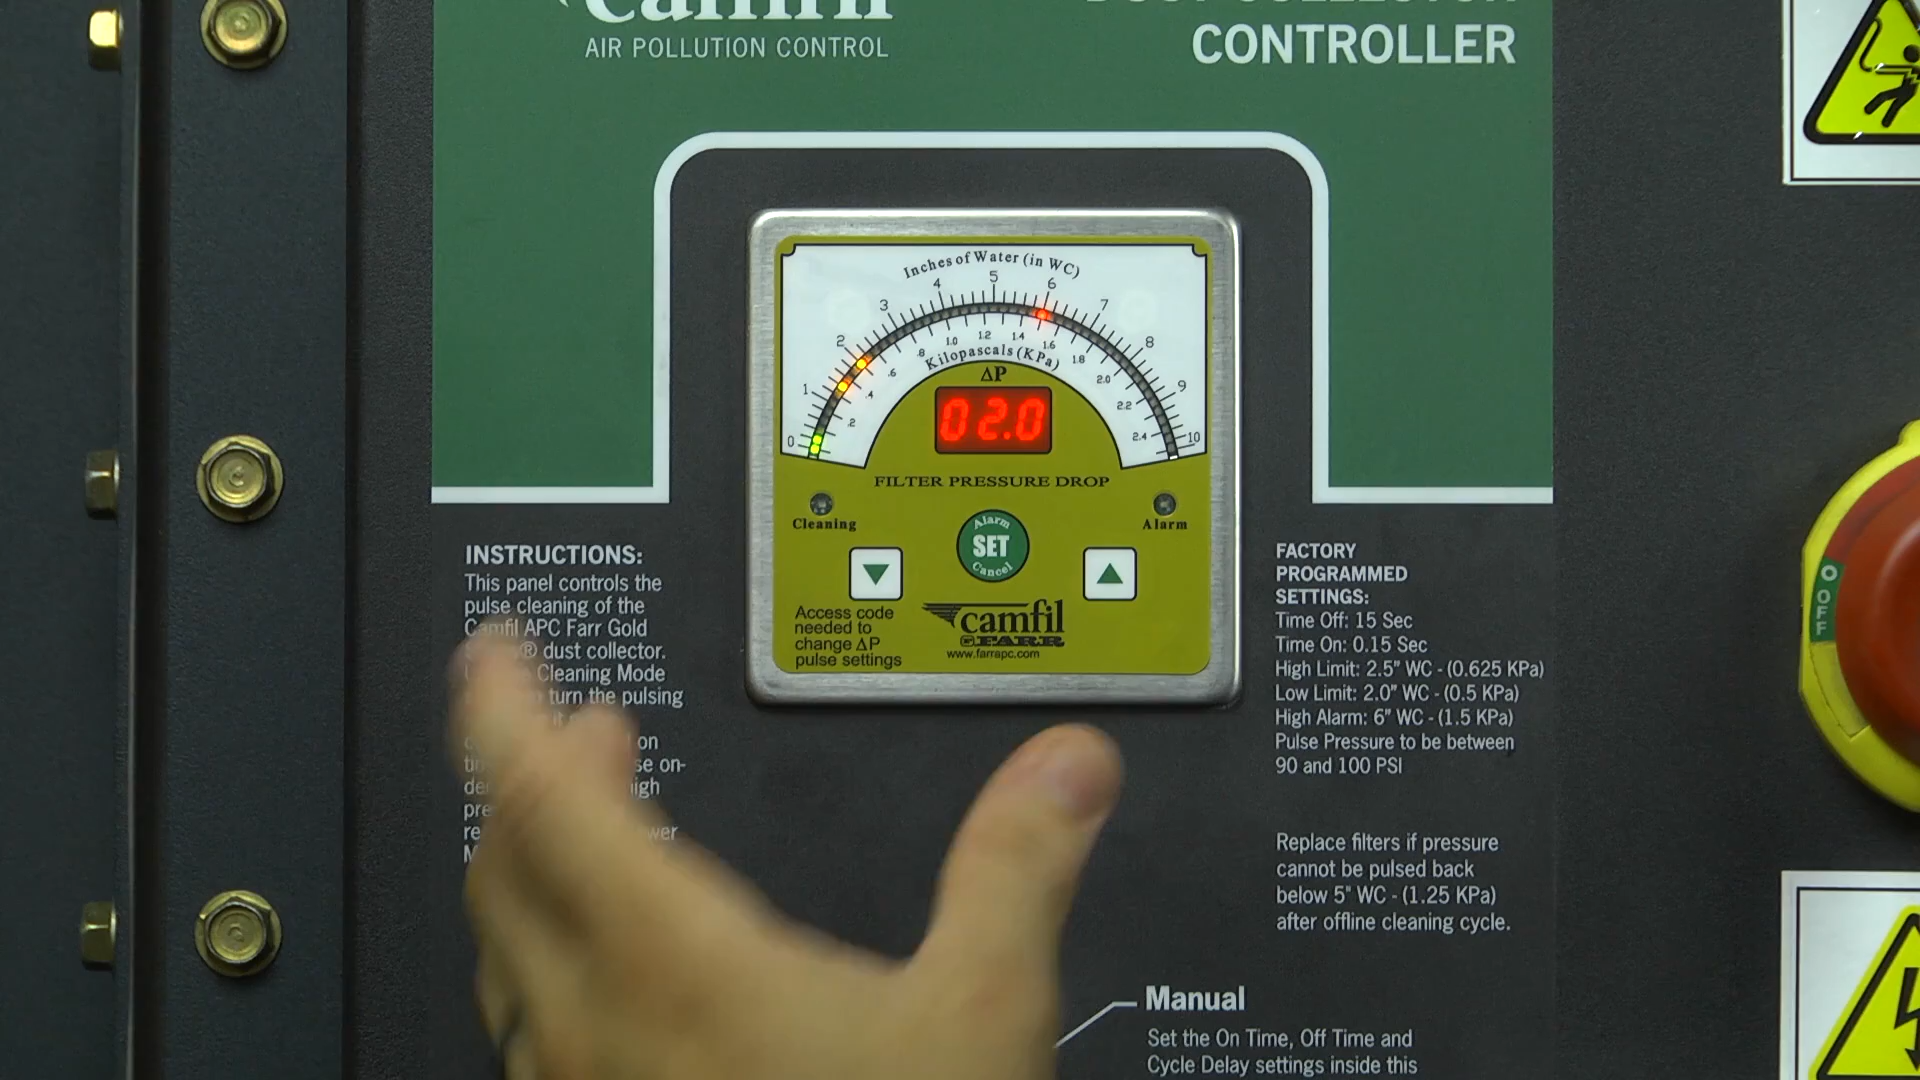 camfil
AIR POLLUTION CONTROL
CONTROLLER
Inches of Water (in WC)
0 1 2 3 4 5 6 7 8 9 10
.2 .4 .6 .8 1.0 1.2 1.4 1.6 1.8 2.0 2.2 2.4
Kilopascals (KPa)
ΔP
02.0
FILTER PRESSURE DROP
Cleaning
Alarm
SET
Cancel
Alarm
Access code
needed to
change ΔP
pulse settings
camfil
FARR
www.farrapc.com
INSTRUCTIONS:
This panel controls the
pulse cleaning of the
Camfil APC Farr Gold
® dust collector.
Cleaning Mode
turn the pulsing
on
se on-
FACTORY
PROGRAMMED
SETTINGS:
Time Off: 15 Sec
Time On: 0.15 Sec
High Limit: 2.5" WC - (0.625 KPa)
Low Limit: 2.0" WC - (0.5 KPa)
High Alarm: 6" WC - (1.5 KPa)
Pulse Pressure to be between
90 and 100 PSI
Replace filters if pressure
cannot be pulsed back
below 5" WC - (1.25 KPa)
after offline cleaning cycle.
Manual
Set the On Time, Off Time and
Cycle Delay settings inside this
OFF